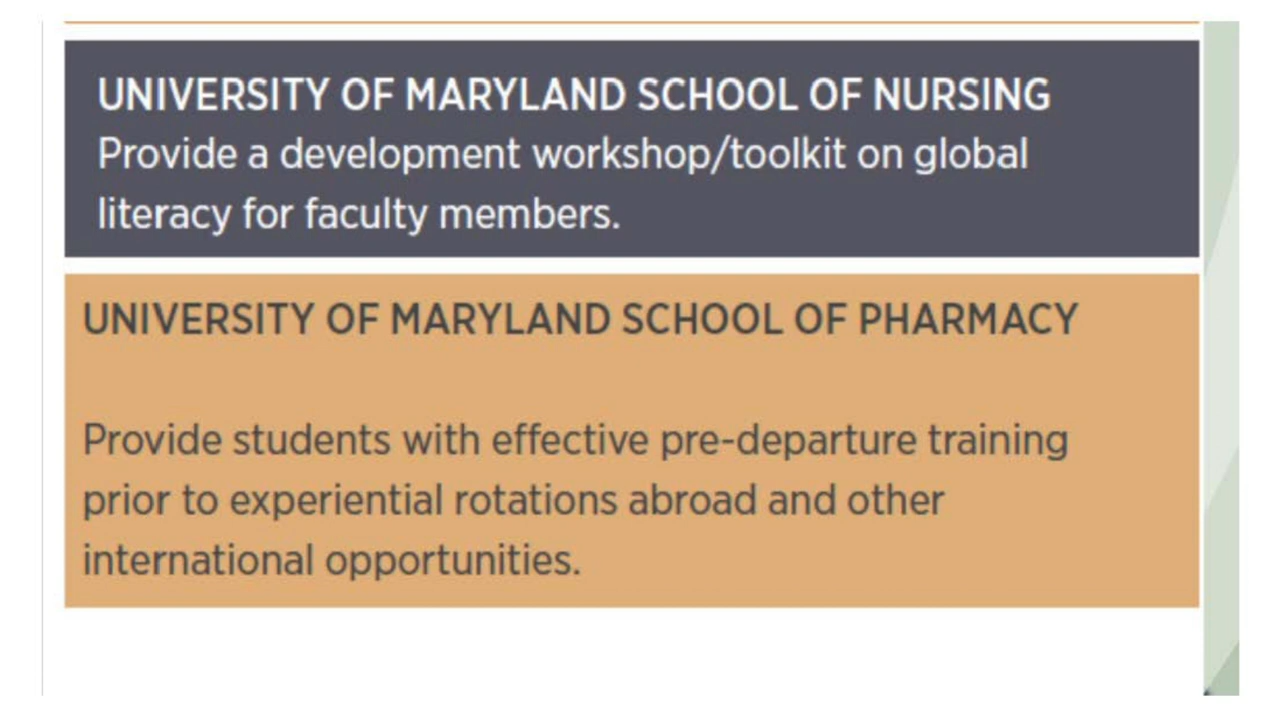 UNIVERSITY OF MARYLAND SCHOOL OF NURSING
Provide a development workshop/toolkit on global
literacy for faculty members.
UNIVERSITY OF MARYLAND SCHOOL OF PHARMACY
Provide students with effective pre-departure training
prior to experiential rotations abroad and other
international opportunities.